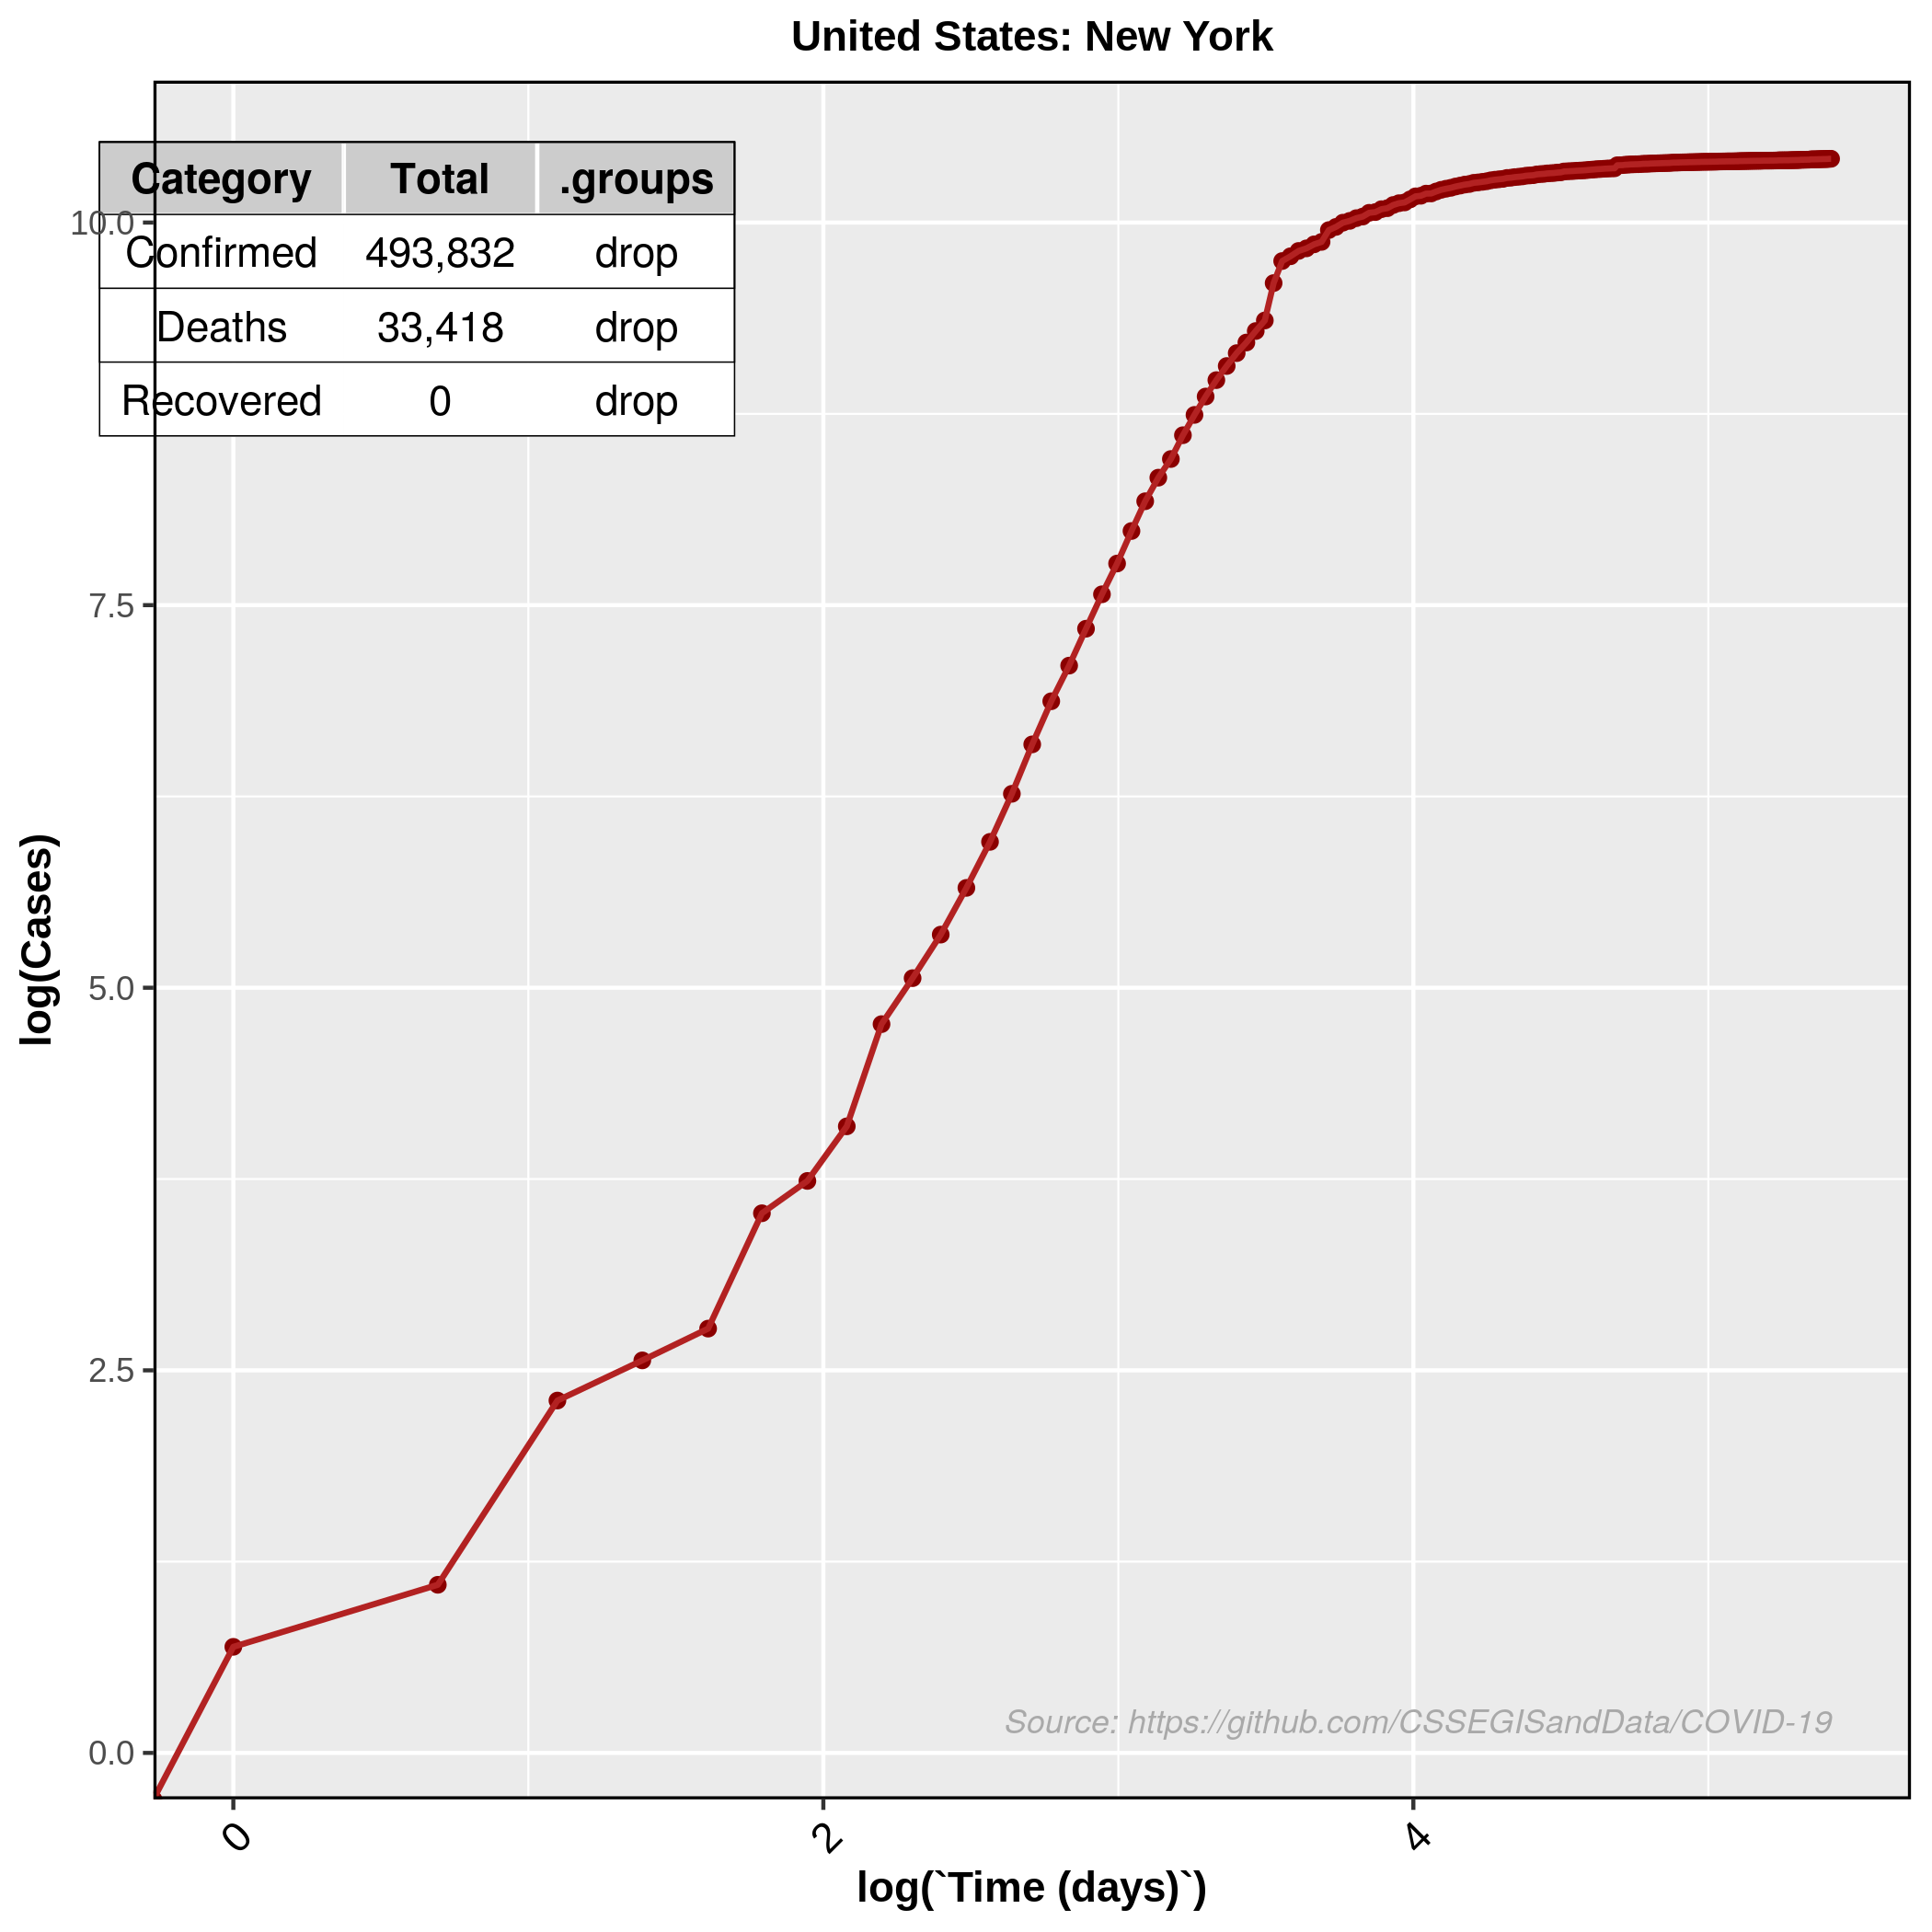 United States: New York
Category Total .groups
Confirmed 493,832 drop
Deaths 33,418 drop
Recovered 0 drop
10.0
7.5
5.0
2.5
0.0
log(Cases)
Source: https://github.com/CSSEGISandData/COVID-19
0 2 4
log(`Time (days)`)